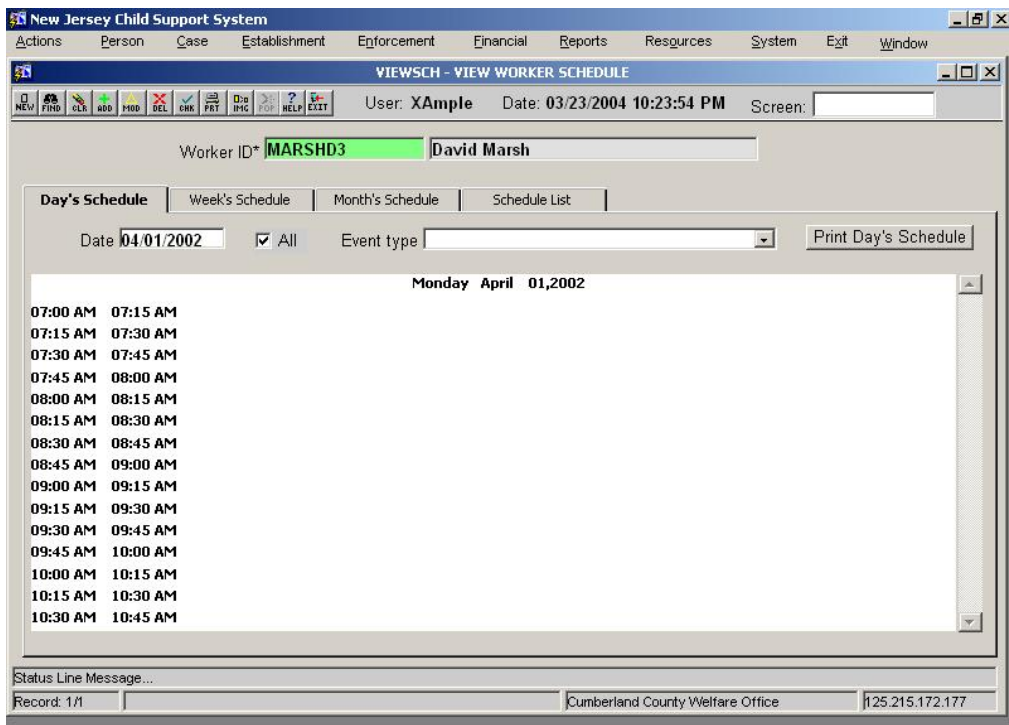 New Jersey Child Support System
Actions Person Case Establishment Enforcement Financial Reports Resources System Exit Window
VIEWSCH - VIEW WORKER SCHEDULE
NEW FIND CLR ADD MOD DEL CHK PRT IMG POP HELP EXIT User: XAmple Date: 03/23/2004 10:23:54 PM Screen:
Worker ID* MARSHD3 David Marsh
Day's Schedule Week's Schedule Month's Schedule Schedule List
Date 04/01/2002 All Event type Print Day's Schedule
Monday April 01,2002
07:00 AM 07:15 AM
07:15 AM 07:30 AM
07:30 AM 07:45 AM
07:45 AM 08:00 AM
08:00 AM 08:15 AM
08:15 AM 08:30 AM
08:30 AM 08:45 AM
08:45 AM 09:00 AM
09:00 AM 09:15 AM
09:15 AM 09:30 AM
09:30 AM 09:45 AM
09:45 AM 10:00 AM
10:00 AM 10:15 AM
10:15 AM 10:30 AM
10:30 AM 10:45 AM
Status Line Message...
Record: 1/1 Cumberland County Welfare Office 125.215.172.177